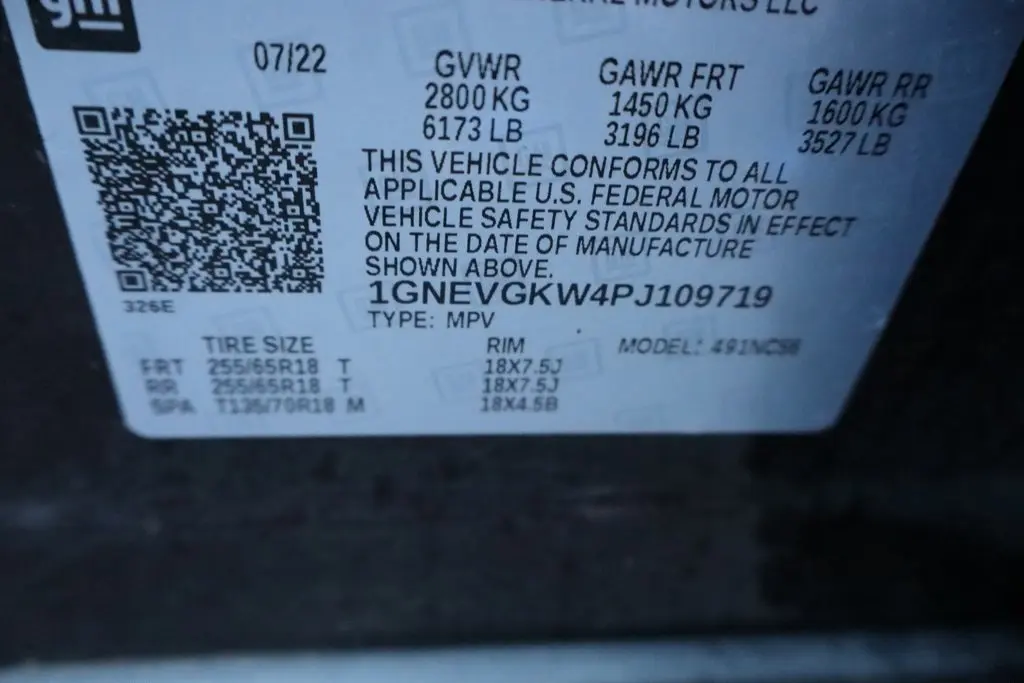 gm
GENERAL MOTORS LLC
07/22
GVWR GAWR FRT GAWR RR
2800 KG 1450 KG 1600 KG
6173 LB 3196 LB 3527 LB
THIS VEHICLE CONFORMS TO ALL
APPLICABLE U.S. FEDERAL MOTOR
VEHICLE SAFETY STANDARDS IN EFFECT
ON THE DATE OF MANUFACTURE
SHOWN ABOVE.
326E
1GNEVGKW4PJ109719
TYPE: MPV
TIRE SIZE RIM MODEL:
FRT 255/65R18 T 18X7.5J
RR 255/65R18 T 18X7.5J
SPA T135/70R18 M 18X4.5B